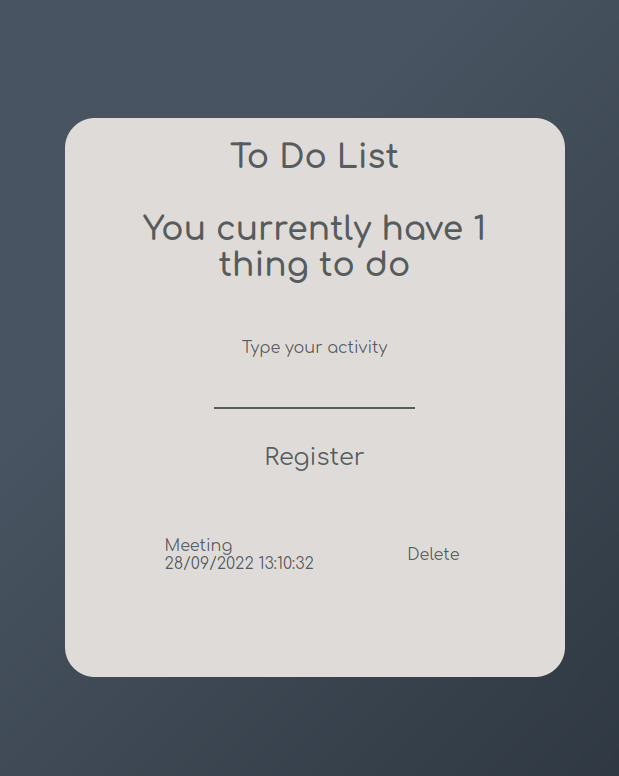 To Do List
You currently have 1
thing to do
Type your activity
Register
Meeting
28/09/2022 13:10:32
Delete